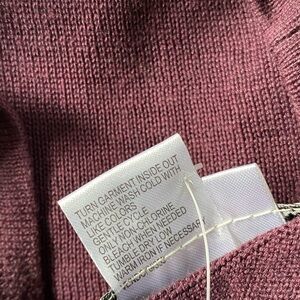 TURN GARMENT INSIDE OUT
MACHINE WASH COLD WITH
LIKE COLORS
GENTLE CYCLE
ONLY NON-CHLORINE
BLEACH WHEN NEEDED
TUMBLE DRY LOW
WARM IRON IF NECESSARY